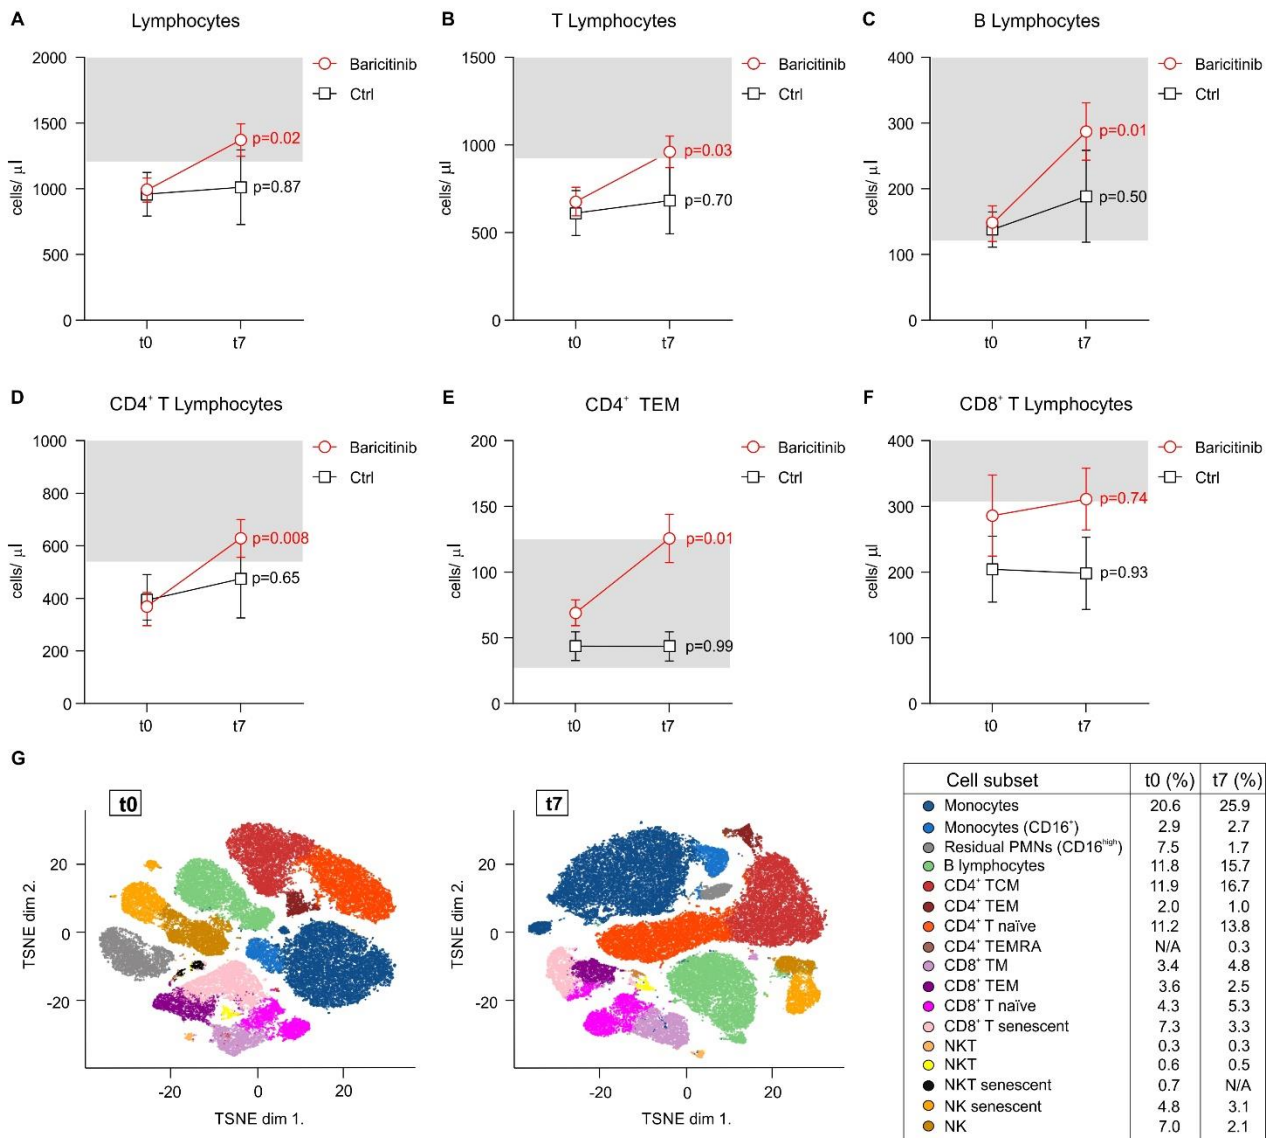 A
Lymphocytes
2000
1500
1000
500
0
cells/ µl
t0
t7
p=0.02
p=0.87
Baricitinib
Ctrl
B
T Lymphocytes
1500
1000
500
0
cells/ µl
t0
t7
p=0.03
p=0.70
Baricitinib
Ctrl
C
B Lymphocytes
400
300
200
100
0
cells/ µl
t0
t7
p=0.01
p=0.50
Baricitinib
Ctrl
D
CD4⁺ T Lymphocytes
1000
800
600
400
200
0
cells/ µl
t0
t7
p=0.008
p=0.65
Baricitinib
Ctrl
E
CD4⁺ TEM
200
150
100
50
0
cells/ µl
t0
t7
p=0.01
p=0.99
Baricitinib
Ctrl
F
CD8⁺ T Lymphocytes
400
300
200
100
0
cells/ µl
t0
t7
p=0.74
p=0.93
Baricitinib
Ctrl
G
t0
20
0
-20
TSNE dim 2.
-20
0
20
TSNE dim 1.
t7
20
0
-20
TSNE dim 2.
-20
0
20
TSNE dim 1.
Cell subset t0 (%) t7 (%)
Monocytes 20.6 25.9
Monocytes (CD16⁺) 2.9 2.7
Residual PMNs (CD16ʰⁱᵍʰ) 7.5 1.7
B lymphocytes 11.8 15.7
CD4⁺ TCM 11.9 16.7
CD4⁺ TEM 2.0 1.0
CD4⁺ T naïve 11.2 13.8
CD4⁺ TEMRA N/A 0.3
CD8⁺ TM 3.4 4.8
CD8⁺ TEM 3.6 2.5
CD8⁺ T naïve 4.3 5.3
CD8⁺ T senescent 7.3 3.3
NKT 0.3 0.3
NKT 0.6 0.5
NKT senescent 0.7 N/A
NK senescent 4.8 3.1
NK 7.0 2.1